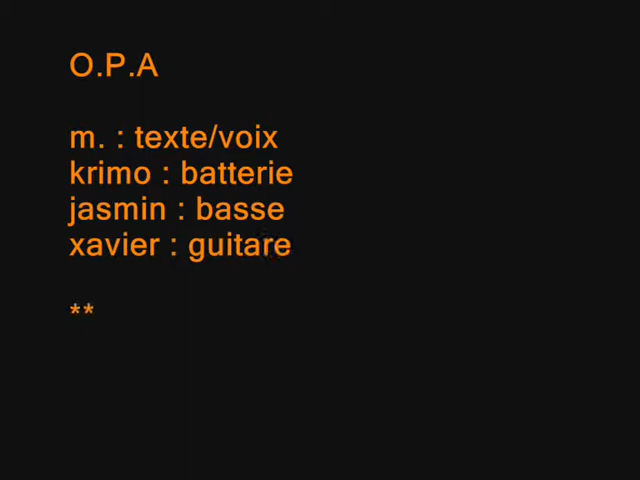 O.P.A
m. : texte/voix
krimo : batterie
jasmin : basse
xavier : guitare
**